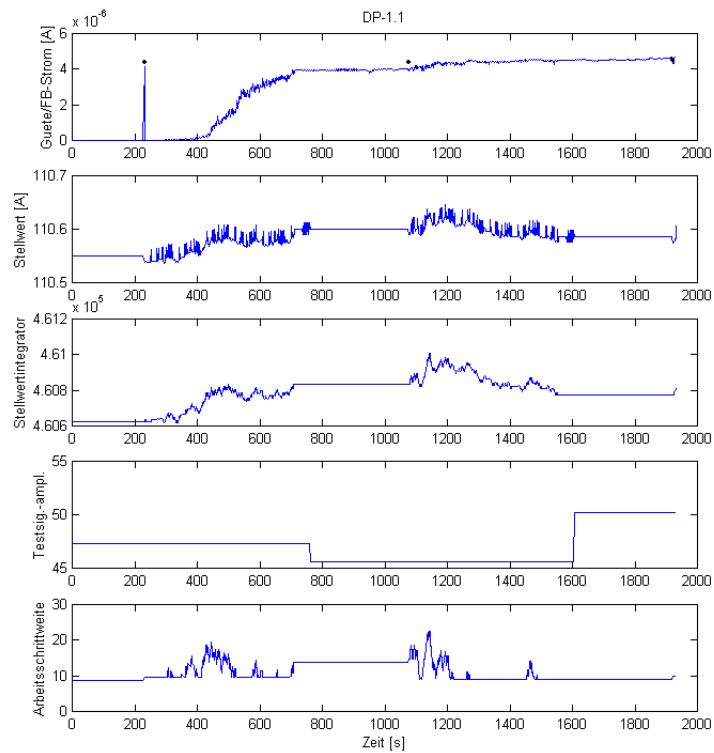 DP-1.1
x 10^-6
Guete/FB-Strom [A]
6
4
2
0
0 200 400 600 800 1000 1200 1400 1600 1800 2000
Stellwert [A]
110.7
110.6
110.5
0 200 400 600 800 1000 1200 1400 1600 1800 2000
x 10^5
Stellwertintegrator
4.612
4.61
4.608
4.606
0 200 400 600 800 1000 1200 1400 1600 1800 2000
Testsig.-ampl.
55
50
45
0 200 400 600 800 1000 1200 1400 1600 1800 2000
Arbeitsschrittweite
30
20
10
0
0 200 400 600 800 1000 1200 1400 1600 1800 2000
Zeit [s]